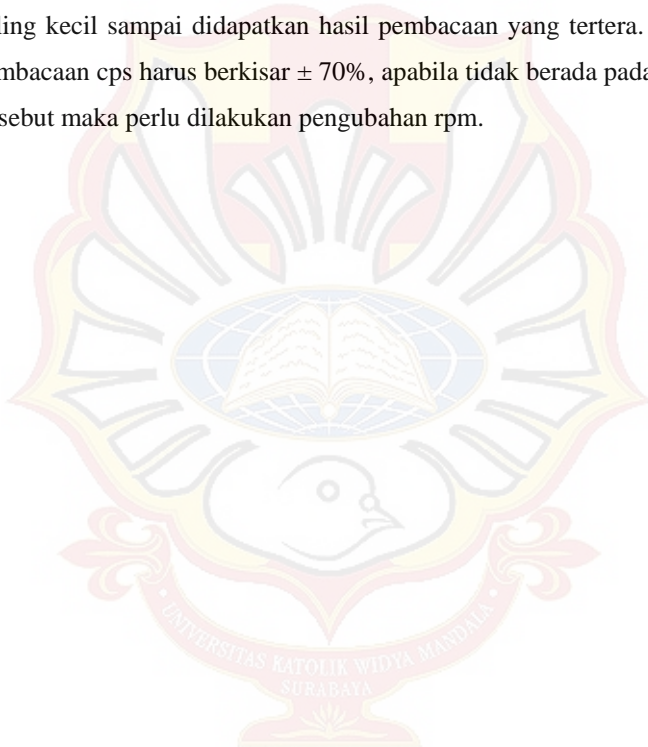 ling kecil sampai didapatkan hasil pembacaan yang tertera.
mbacaan cps harus berkisar ± 70%, apabila tidak berada pada
sebut maka perlu dilakukan pengubahan rpm.
UNIVERSITAS KATOLIK WIDYA MANDALA
SURABAYA